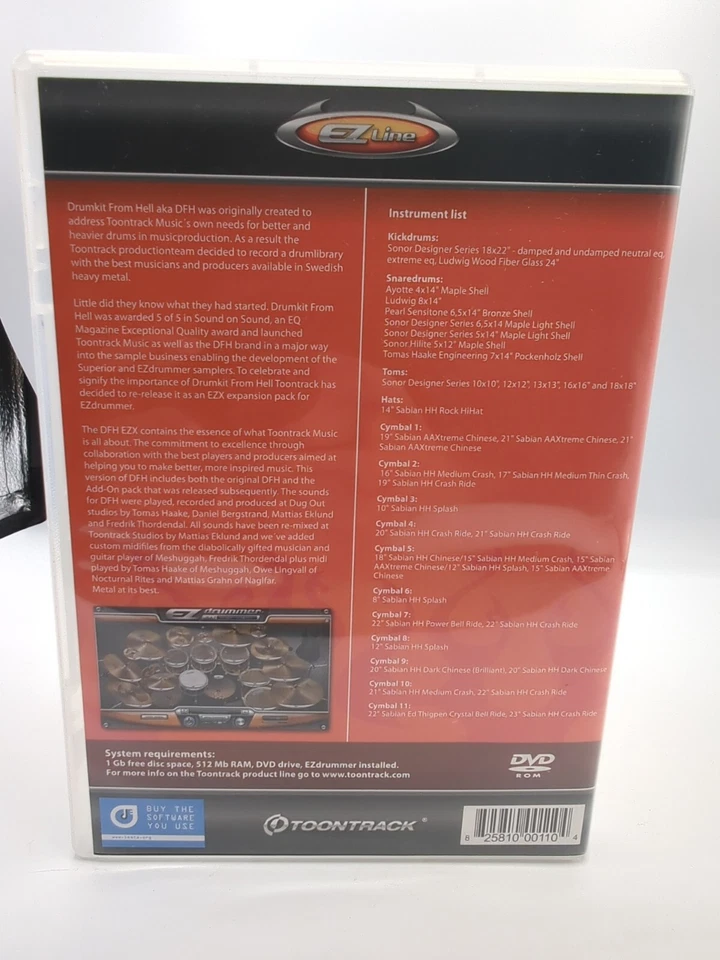 EZ Line
Drumkit From Hell aka DFH was originally created to
address Toontrack Music´s own needs for better and
heavier drums in musicproduction. As a result the
Toontrack productionteam decided to record a drumlibrary
with the best musicians and producers available in Swedish
heavy metal.
Little did they know what they had started. Drumkit From
Hell was awarded 5 of 5 in Sound on Sound, an EQ
Magazine Exceptional Quality award and launched
Toontrack Music as well as the DFH brand in a major way
into the sample business enabling the development of the
Superior and EZdrummer samplers. To celebrate and
signify the importance of Drumkit From Hell Toontrack has
decided to re-release it as an EZX expansion pack for
EZdrummer.
The DFH EZX contains the essence of what Toontrack Music
is all about. The commitment to excellence through
collaboration with the best players and producers aimed at
helping you to make better, more inspired music. This
version of DFH includes both the original DFH and the
Add-On pack that was released subsequently. The sounds
for DFH were played, recorded and produced at Dug Out
studios by Tomas Haake, Daniel Bergstrand, Mattias Eklund
and Fredrik Thordendal. All sounds have been re-mixed at
Toontrack Studios by Mattias Eklund and we´ve added
custom midifiles from the diabolically gifted musician and
guitar player of Meshuggah, Fredrik Thordendal plus midi
played by Tomas Haake of Meshuggah, Owe Lingvall of
Nocturnal Rites and Mattias Grahn of Naglfar.
Metal at its best.
EZ drummer
Instrument list
Kickdrums:
Sonor Designer Series 18x22" - damped and undamped neutral eq,
extreme eq, Ludwig Wood Fiber Glass 24"
Snaredrums:
Ayotte 4x14" Maple Shell
Ludwig 8x14"
Pearl Sensitone 6,5x14" Bronze Shell
Sonor Designer Series 6,5x14 Maple Light Shell
Sonor Designer Series 5x14" Maple Light Shell
Sonor Hilite 5x12" Maple Shell
Tomas Haake Engineering 7x14" Pockenholz Shell
Toms:
Sonor Designer Series 10x10", 12x12", 13x13", 16x16" and 18x18"
Hats:
14" Sabian HH Rock HiHat
Cymbal 1:
19" Sabian AAXtreme Chinese, 21" Sabian AAXtreme Chinese, 21"
Sabian AAXtreme Chinese
Cymbal 2:
16" Sabian HH Medium Crash, 17" Sabian HH Medium Thin Crash,
19" Sabian HH Crash Ride
Cymbal 3:
10" Sabian HH Splash
Cymbal 4:
20" Sabian HH Crash Ride, 21" Sabian HH Crash Ride
Cymbal 5:
18" Sabian HH Chinese/15" Sabian HH Medium Crash, 15" Sabian
AAXtreme Chinese/12" Sabian HH Splash, 15" Sabian AAXtreme
Chinese
Cymbal 6:
8" Sabian HH Splash
Cymbal 7:
22" Sabian HH Power Bell Ride, 22" Sabian HH Crash Ride
Cymbal 8:
12" Sabian HH Splash
Cymbal 9:
20" Sabian HH Dark Chinese (Brilliant), 20" Sabian HH Dark Chinese
Cymbal 10:
21" Sabian HH Medium Crash, 22" Sabian HH Crash Ride
Cymbal 11:
22" Sabian Ed Thigpen Crystal Bell Ride, 23" Sabian HH Crash Ride
System requirements:
1 Gb free disc space, 512 Mb RAM, DVD drive, EZdrummer installed.
For more info on the Toontrack product line go to www.toontrack.com
DVD
ROM
BUY THE
SOFTWARE
YOU USE
TOONTRACK®
8 25810 00110 4